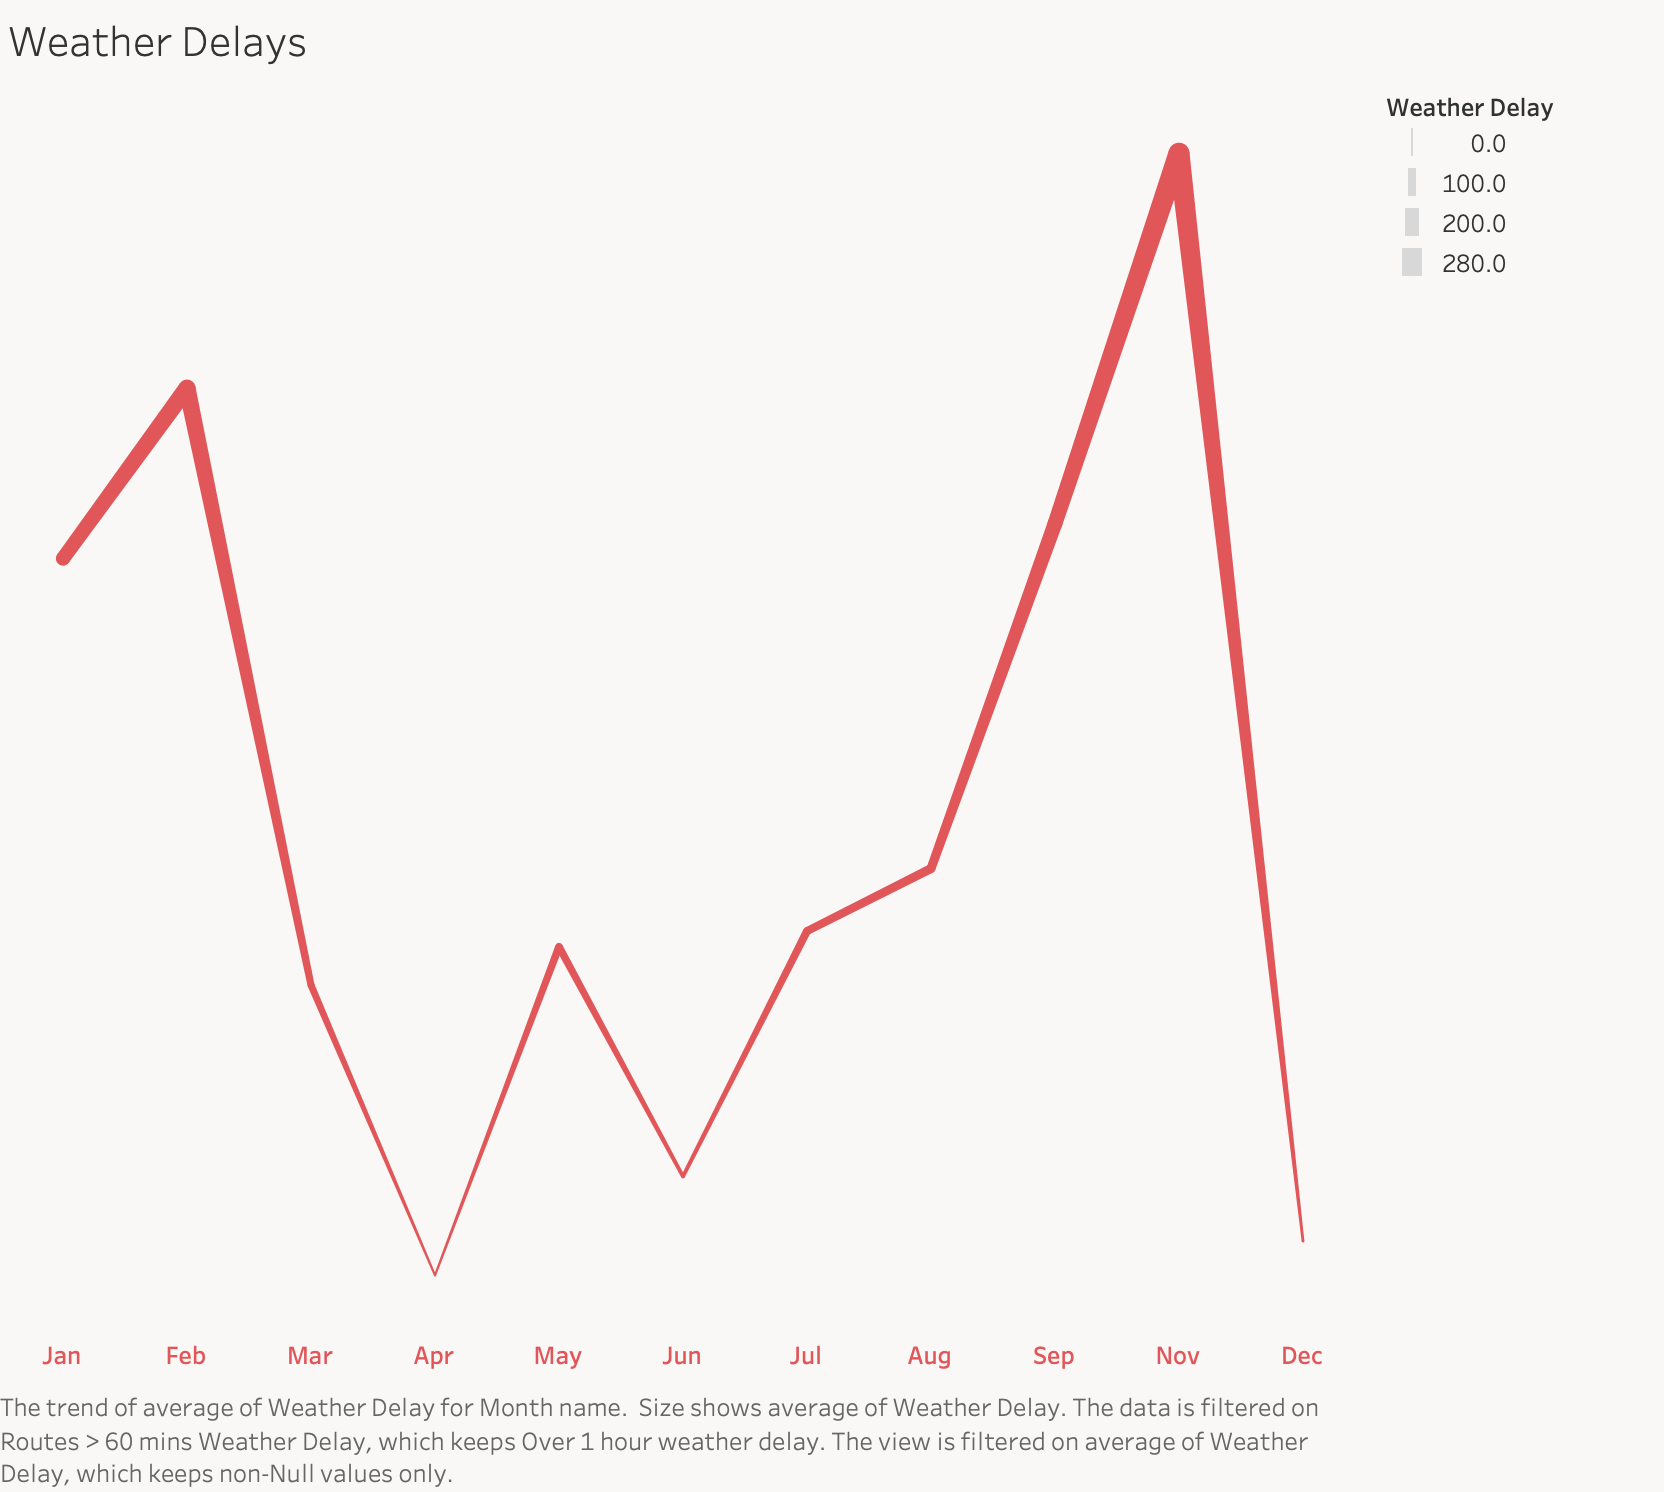 Weather Delays
Weather Delay
0.0
100.0
200.0
280.0
Jan Feb Mar Apr May Jun Jul Aug Sep Nov Dec
The trend of average of Weather Delay for Month name.  Size shows average of Weather Delay. The data is filtered on
Routes > 60 mins Weather Delay, which keeps Over 1 hour weather delay. The view is filtered on average of Weather
Delay, which keeps non-Null values only.